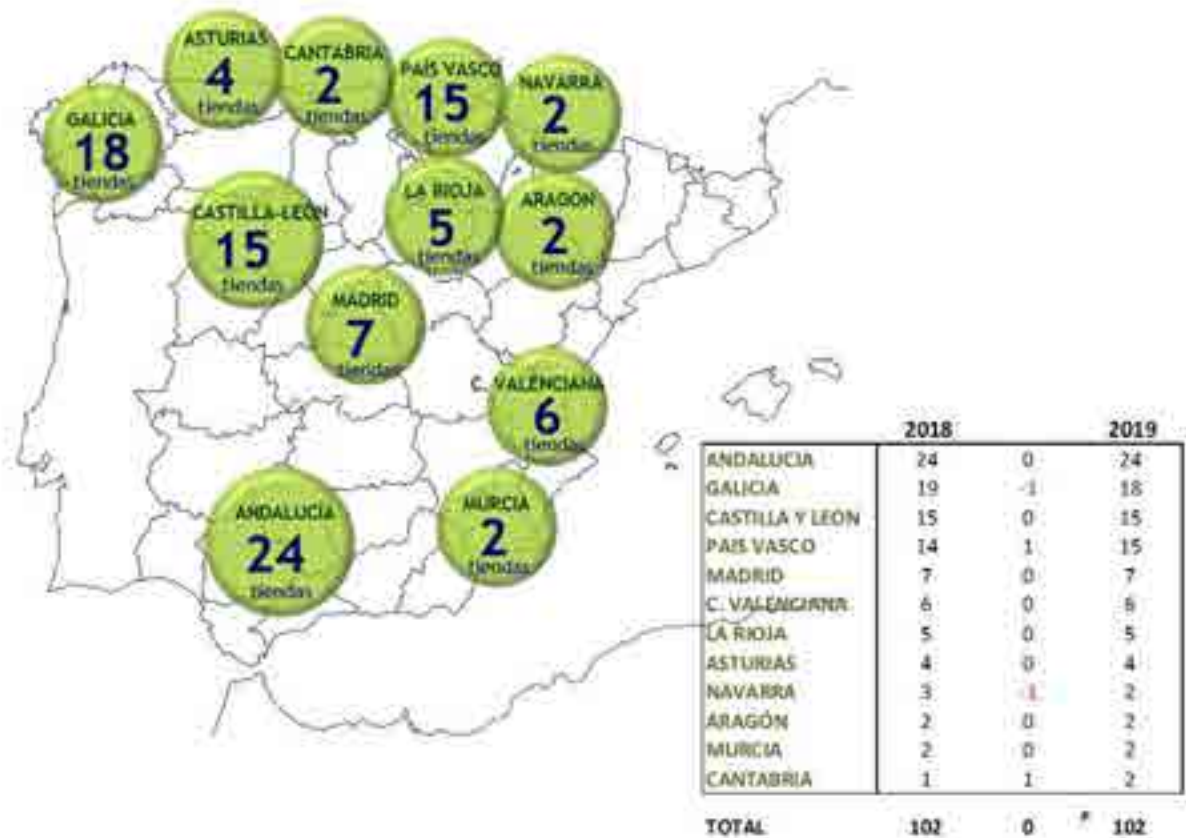 ASTURIAS
4
tiendas
CANTABRIA
2
tiendas
PAÍS VASCO
15
tiendas
NAVARRA
2
tiendas
GALICIA
18
tiendas
CASTILLA-LEÓN
15
tiendas
LA RIOJA
5
tiendas
ARAGÓN
2
tiendas
MADRID
7
tiendas
C. VALENCIANA
6
tiendas
ANDALUCÍA
24
tiendas
MURCIA
2
tiendas
2018 2019
ANDALUCIA 24 0 24
GALICIA 19 -1 18
CASTILLA Y LEON 15 0 15
PAIS VASCO 14 1 15
MADRID 7 0 7
C. VALENCIANA 6 0 6
LA RIOJA 5 0 5
ASTURIAS 4 0 4
NAVARRA 3 -1 2
ARAGÓN 2 0 2
MURCIA 2 0 2
CANTABRIA 1 1 2
TOTAL 102 0 102